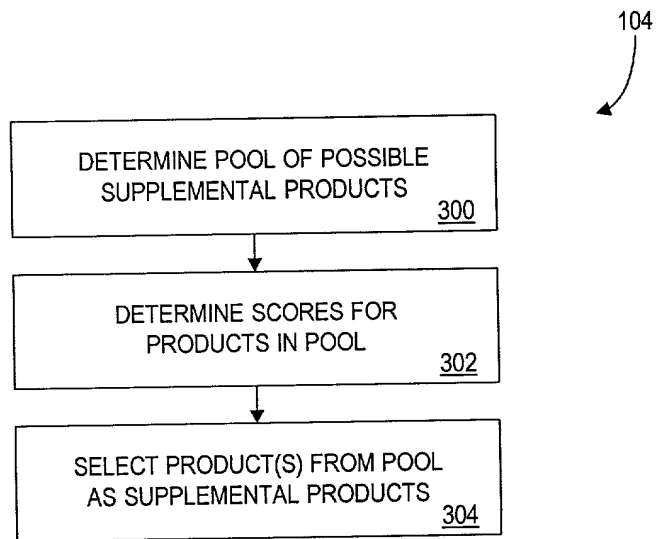 104
DETERMINE POOL OF POSSIBLE
SUPPLEMENTAL PRODUCTS
300
DETERMINE SCORES FOR
PRODUCTS IN POOL
302
SELECT PRODUCT(S) FROM POOL
AS SUPPLEMENTAL PRODUCTS
304